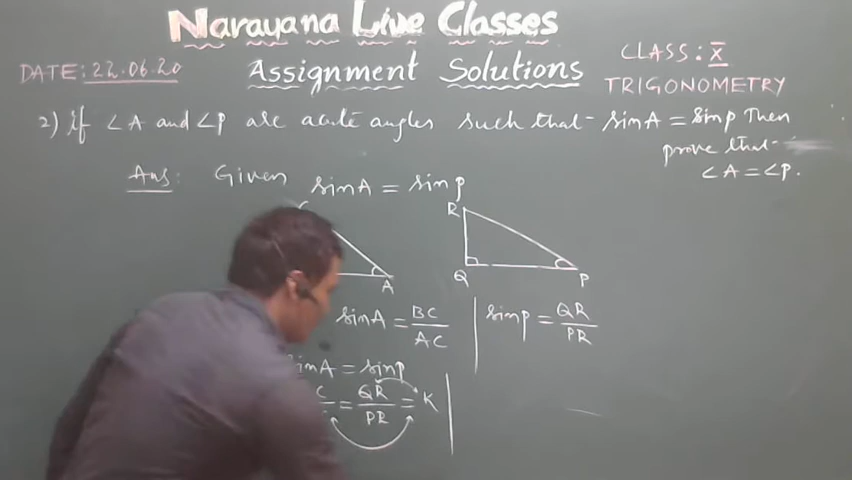 Narayana Live Classes
DATE: 22.06.20
Assignment Solutions
CLASS: X
TRIGONOMETRY
2) if ∠A and ∠P are acute angles such that sinA = sinp Then
prove that
∠A = ∠P.
Ans: Given sinA = sinp
R
Q P
A
sinA = BC/AC
sinp = QR/PR
sinA = sinp
C = QR/PR = K